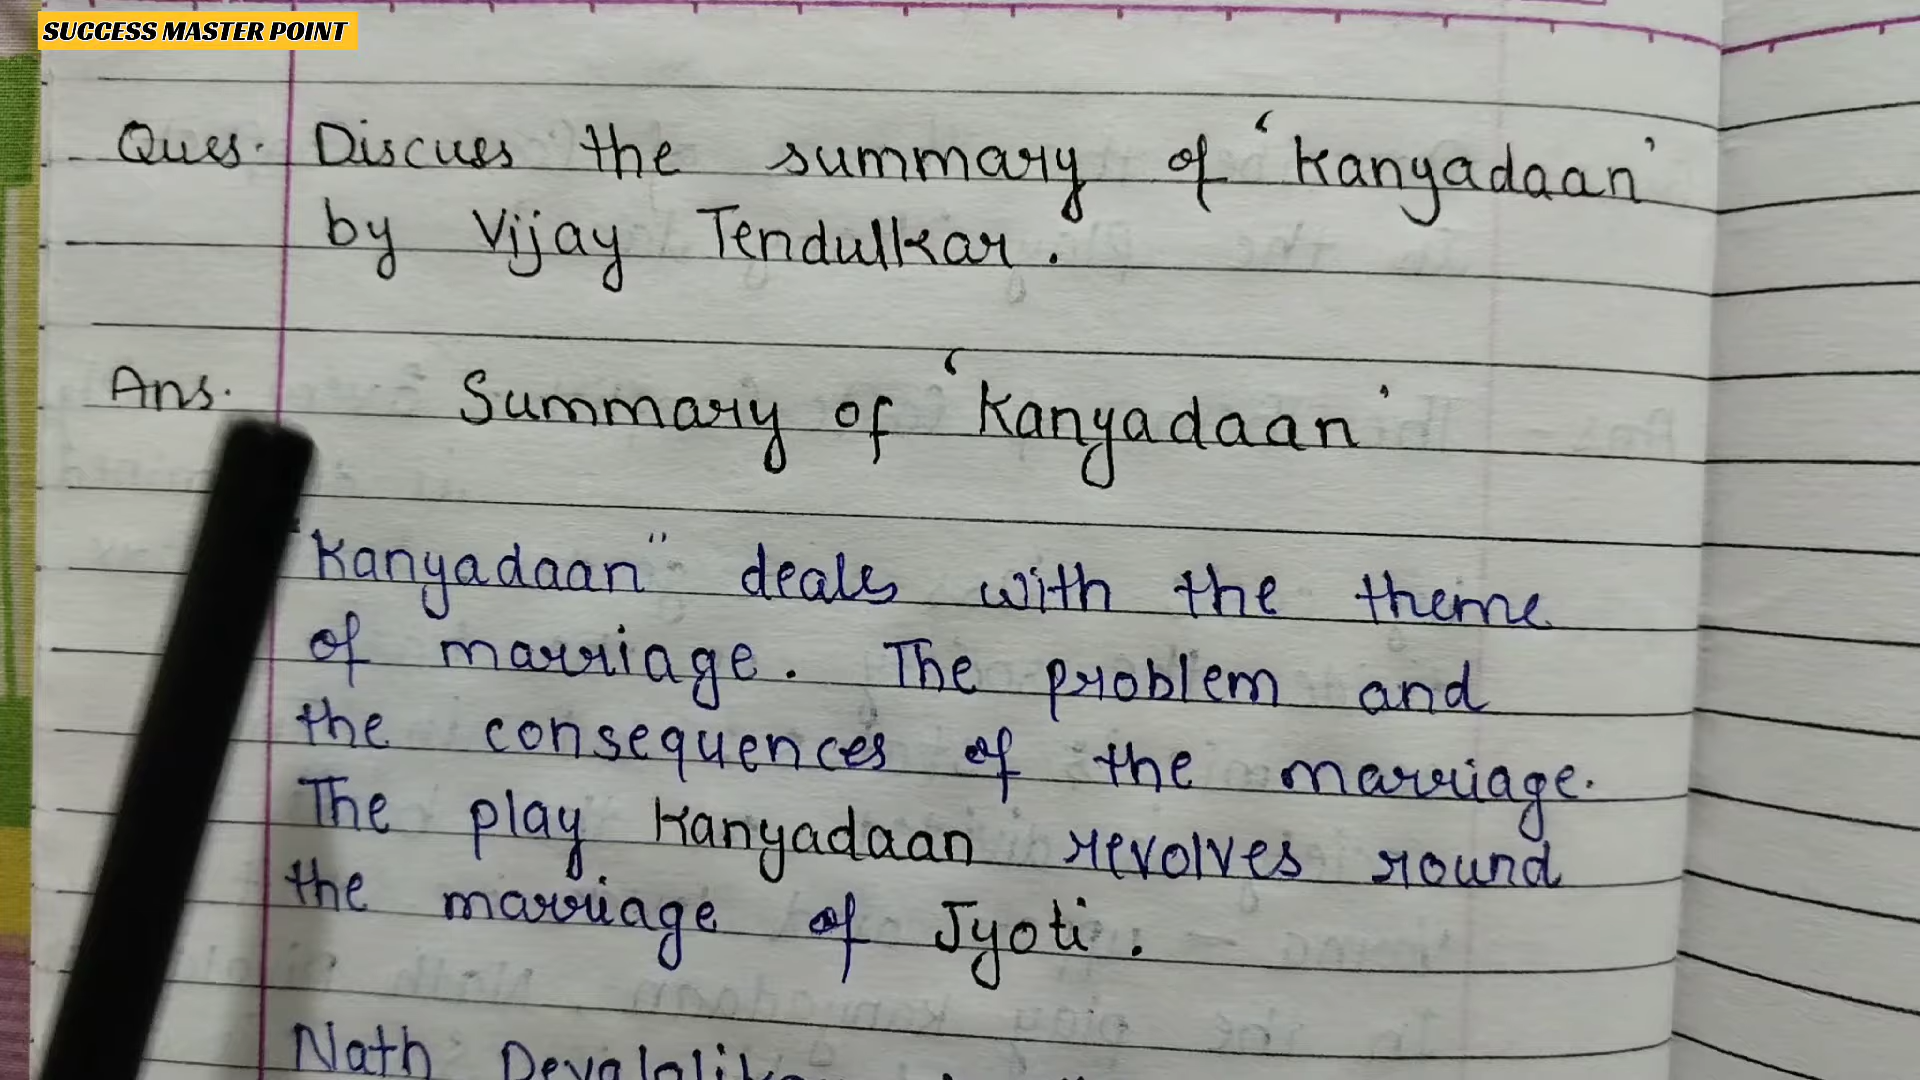 SUCCESS MASTER POINT
Ques. Discuss the summary of 'Kanyadaan'
by Vijay Tendulkar.
Ans. Summary of 'Kanyadaan'
"Kanyadaan" deals with the theme
of marriage. The problem and
the consequences of the marriage.
The play Kanyadaan revolves round
the marriage of Jyoti.
Nath